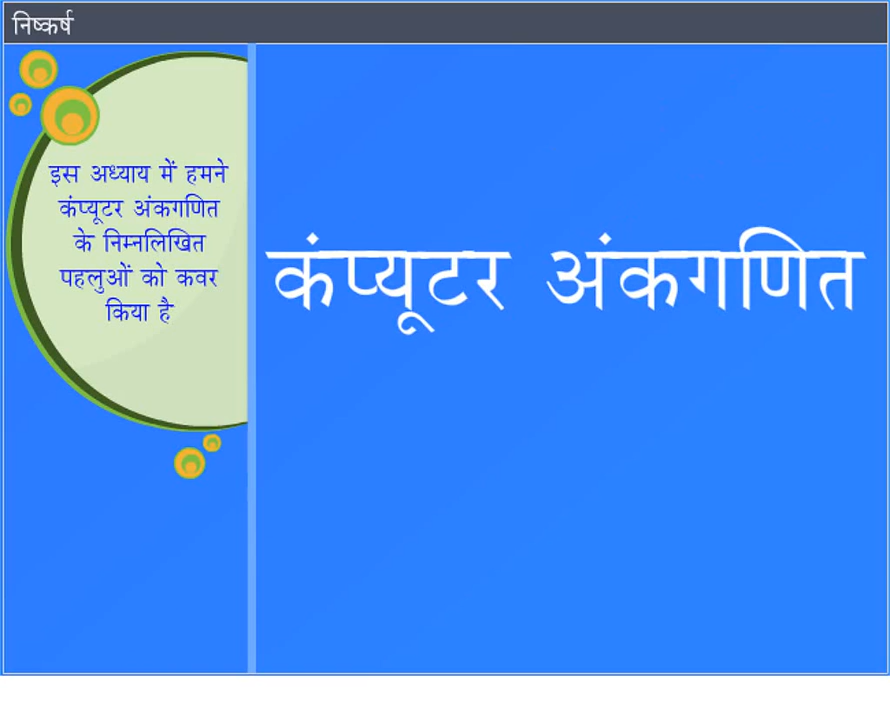 निष्कर्ष
इस अध्याय में हमने
कंप्यूटर अंकगणित
के निम्नलिखित
पहलुओं को कवर
किया है
कंप्यूटर अंकगणित